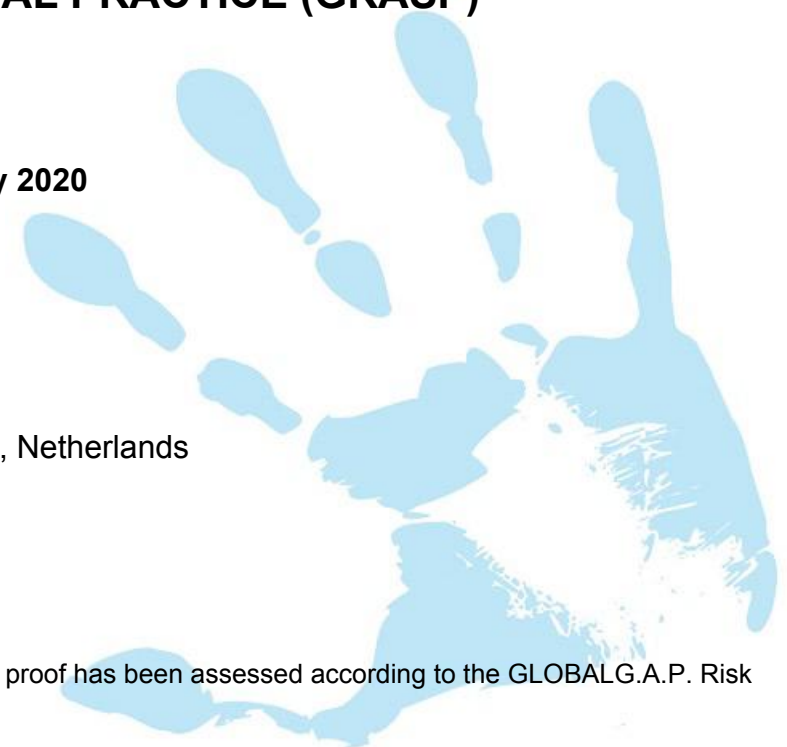 AL PRACTICE (GRASP)
y 2020
, Netherlands
proof has been assessed according to the GLOBALG.A.P. Risk